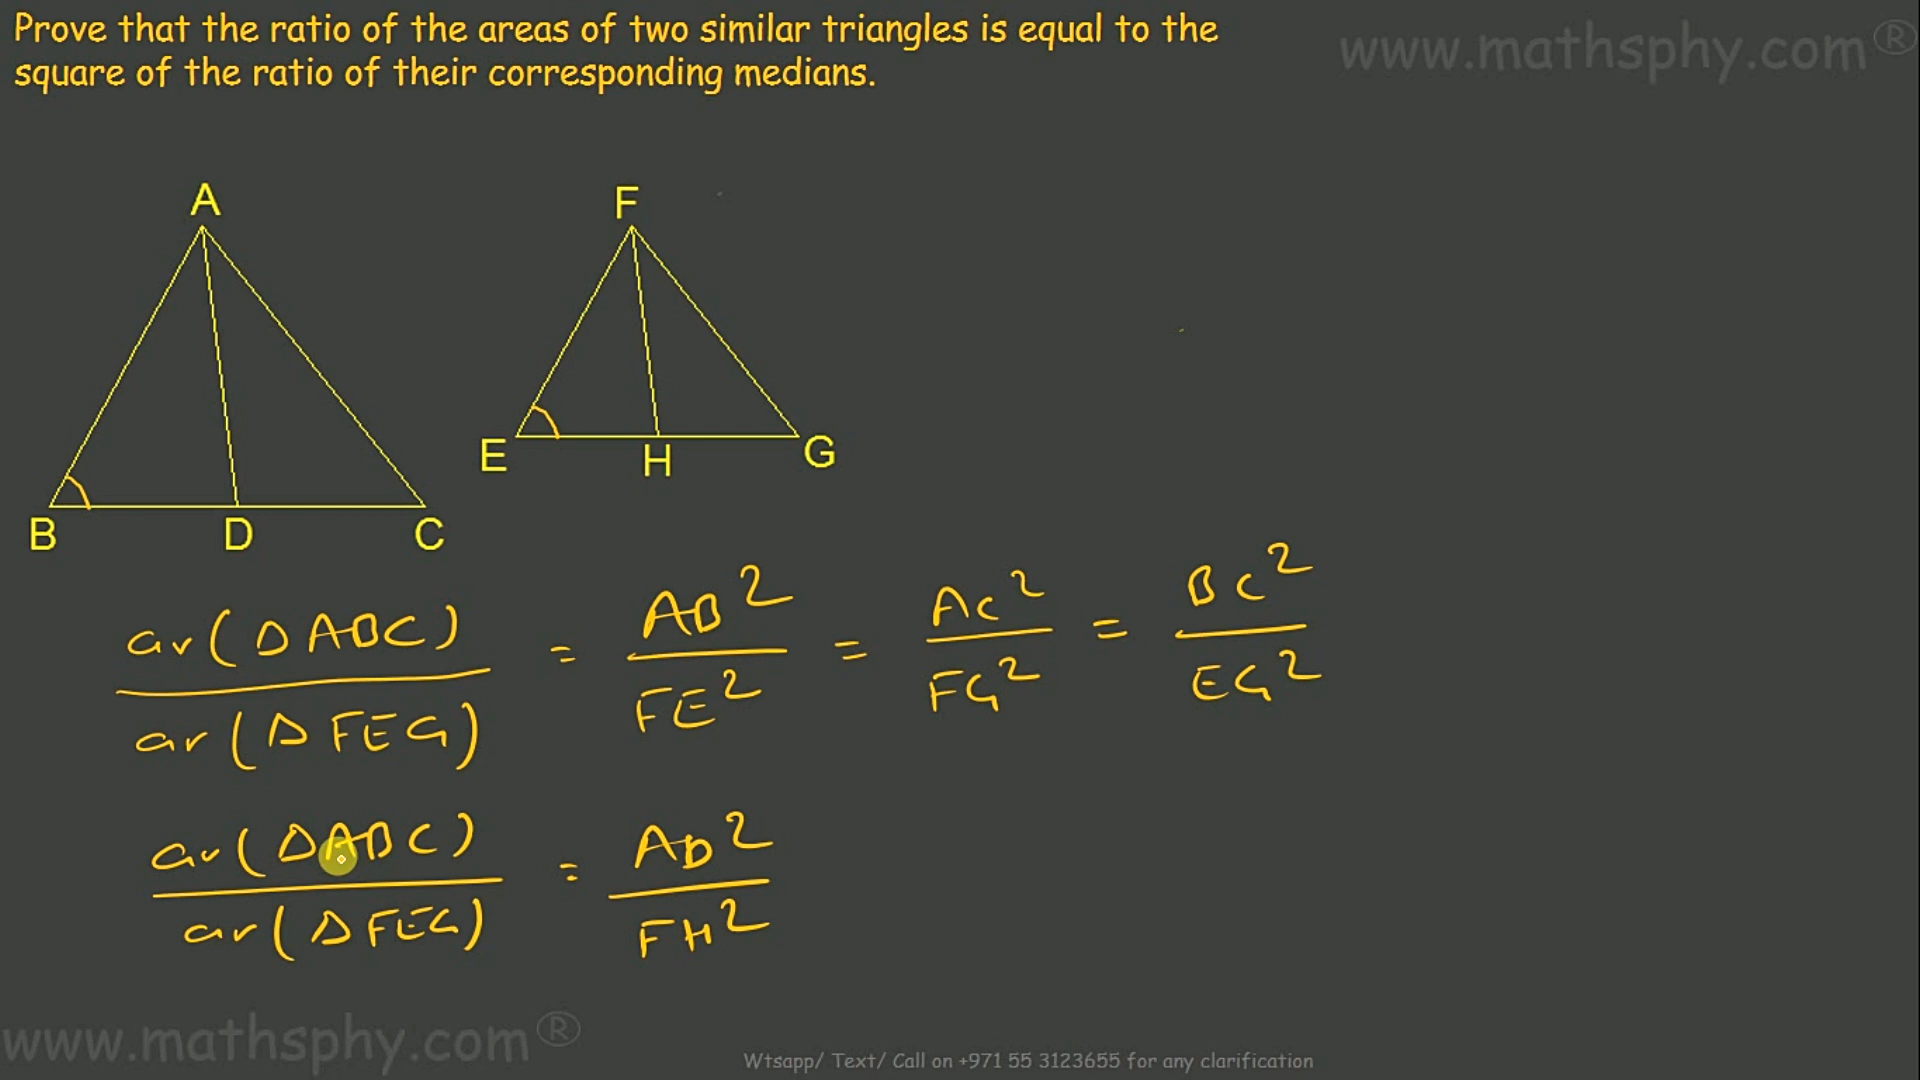 Prove that the ratio of the areas of two similar triangles is equal to the
square of the ratio of their corresponding medians.
www.mathsphy.com®
A
F
E
H
G
B
D
C
ar(ΔABC) / ar(ΔFEG) = AB² / FE² = AC² / FG² = BC² / EG²
ar(ΔABC) / ar(ΔFEG) = AD² / FH²
www.mathsphy.com®
Wtsapp/ Text/ Call on +971 55 3123655 for any clarification